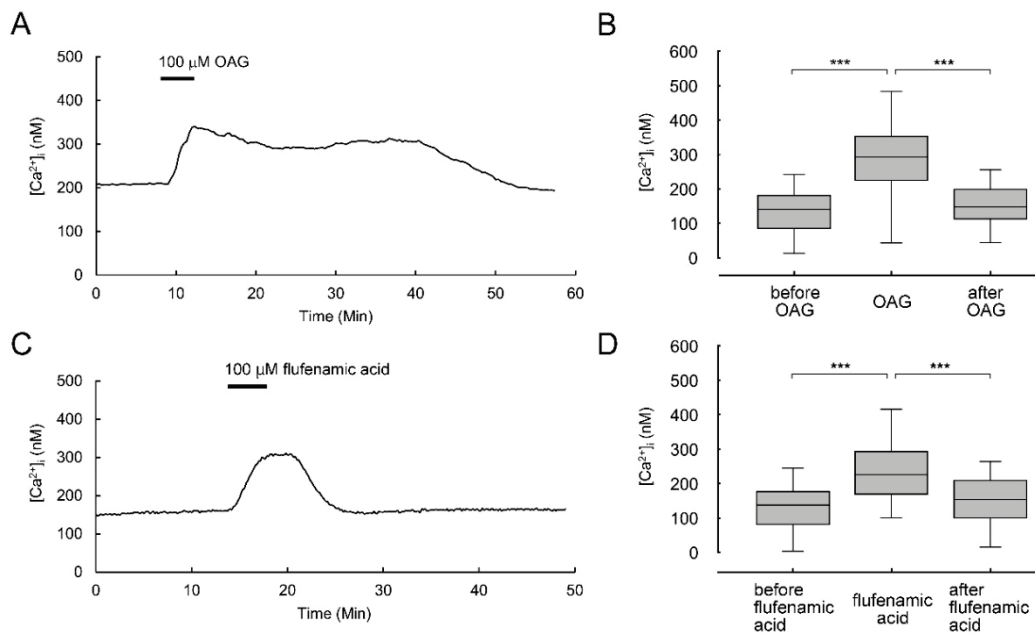 A
100 μM OAG
[Ca²⁺]ᵢ (nM)
500
400
300
200
100
0
0 10 20 30 40 50 60
Time (Min)
B
[Ca²⁺]ᵢ (nM)
600
500
400
300
200
100
0
*** ***
before OAG after
OAG OAG
C
100 μM flufenamic acid
[Ca²⁺]ᵢ (nM)
500
400
300
200
100
0
0 10 20 30 40 50
Time (Min)
D
[Ca²⁺]ᵢ (nM)
600
500
400
300
200
100
0
*** ***
before flufenamic after
flufenamic acid flufenamic
acid acid